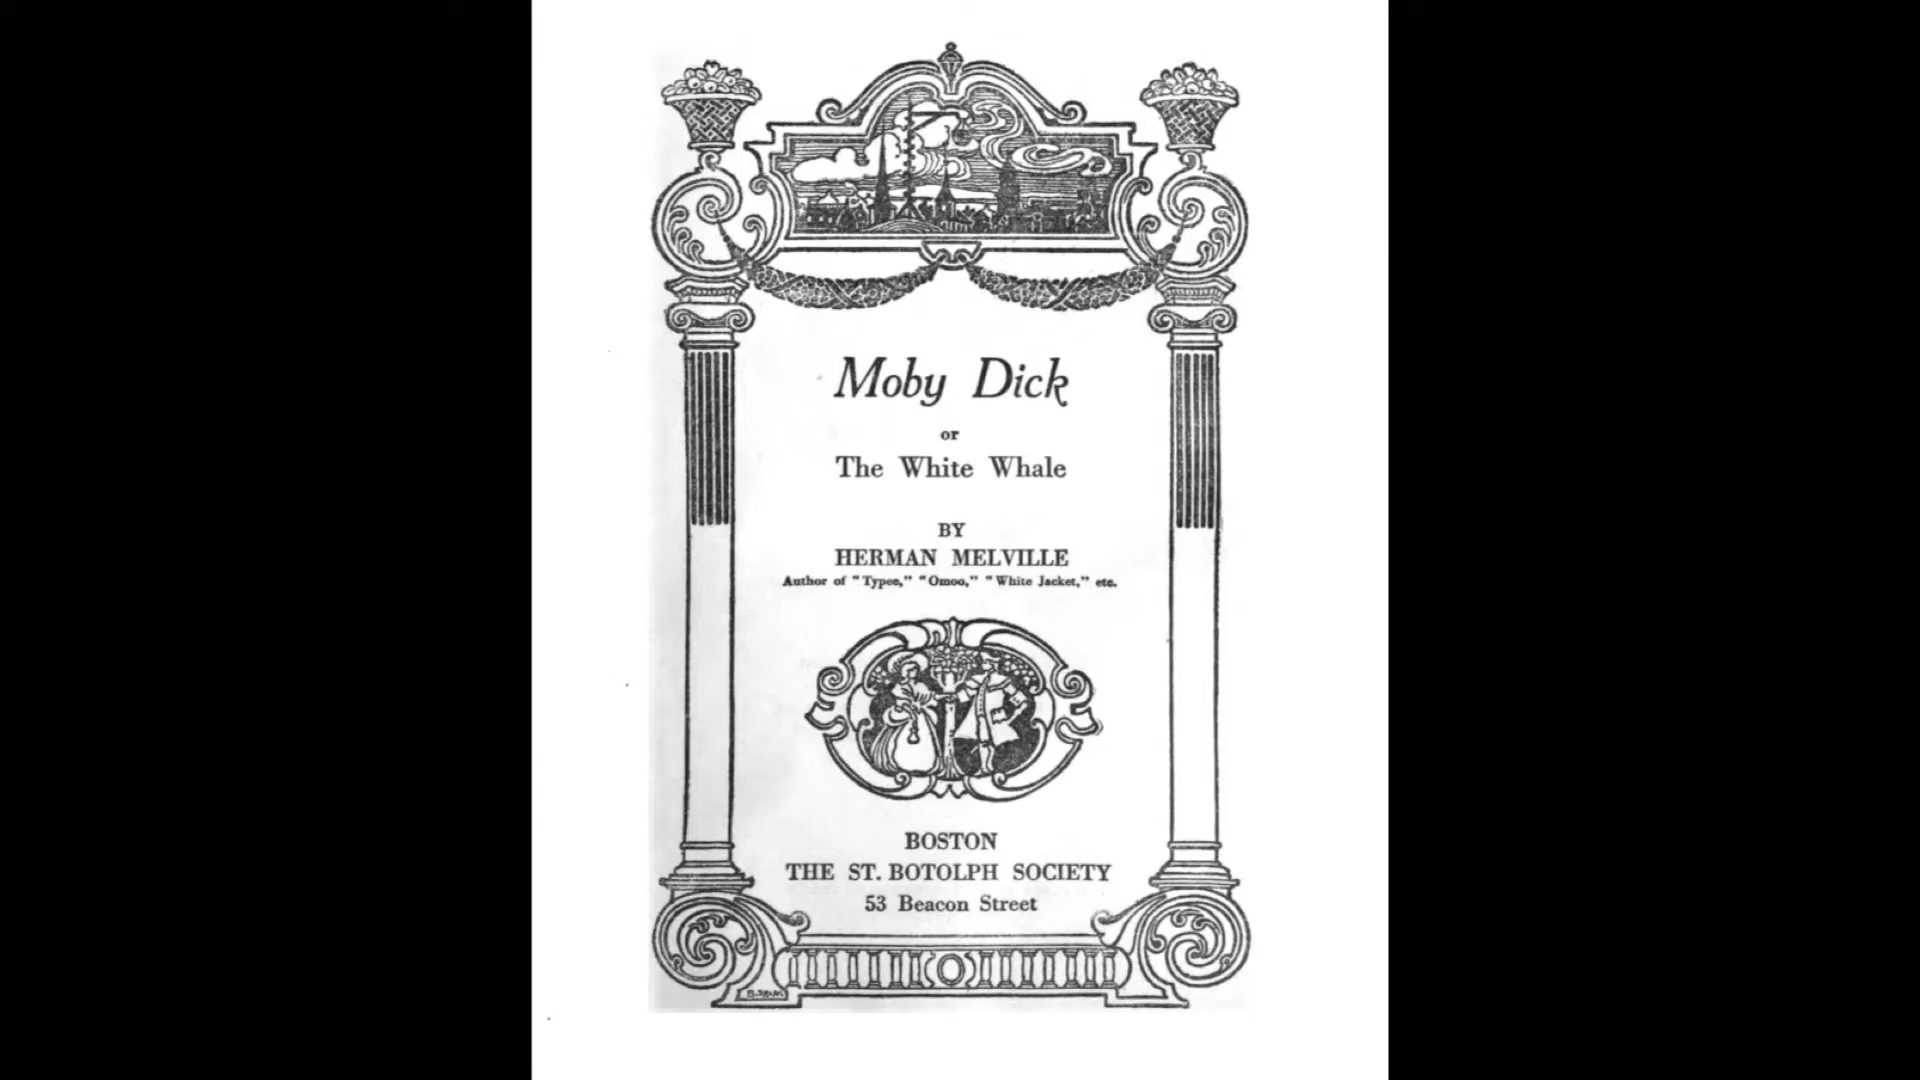 Moby Dick
or
The White Whale
BY
HERMAN MELVILLE
Author of "Typee," "Omoo," "White Jacket," etc.
BOSTON
THE ST. BOTOLPH SOCIETY
53 Beacon Street